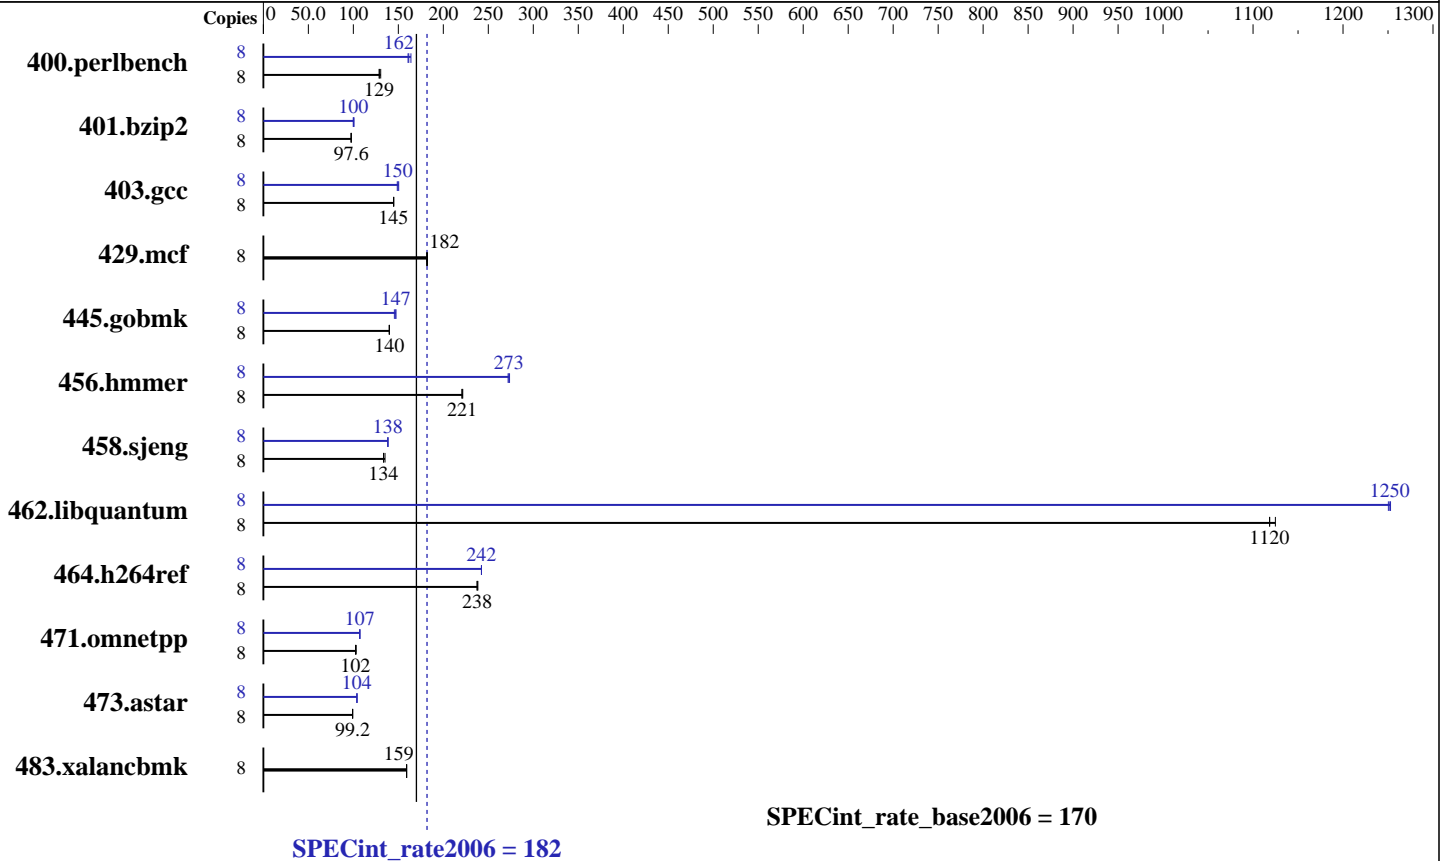 Copies 0 50.0 100 150 200 250 300 350 400 450 500 550 600 650 700 750 800 850 900 950 1000 1100 1200 1300
400.perlbench 8 162
8 129
401.bzip2 8 100
8 97.6
403.gcc 8 150
8 145
429.mcf 8 182
445.gobmk 8 147
8 140
456.hmmer 8 273
8 221
458.sjeng 8 138
8 134
462.libquantum 8 1250
8 1120
464.h264ref 8 242
8 238
471.omnetpp 8 107
8 102
473.astar 8 104
8 99.2
483.xalancbmk 8 159
SPECint_rate_base2006 = 170
SPECint_rate2006 = 182